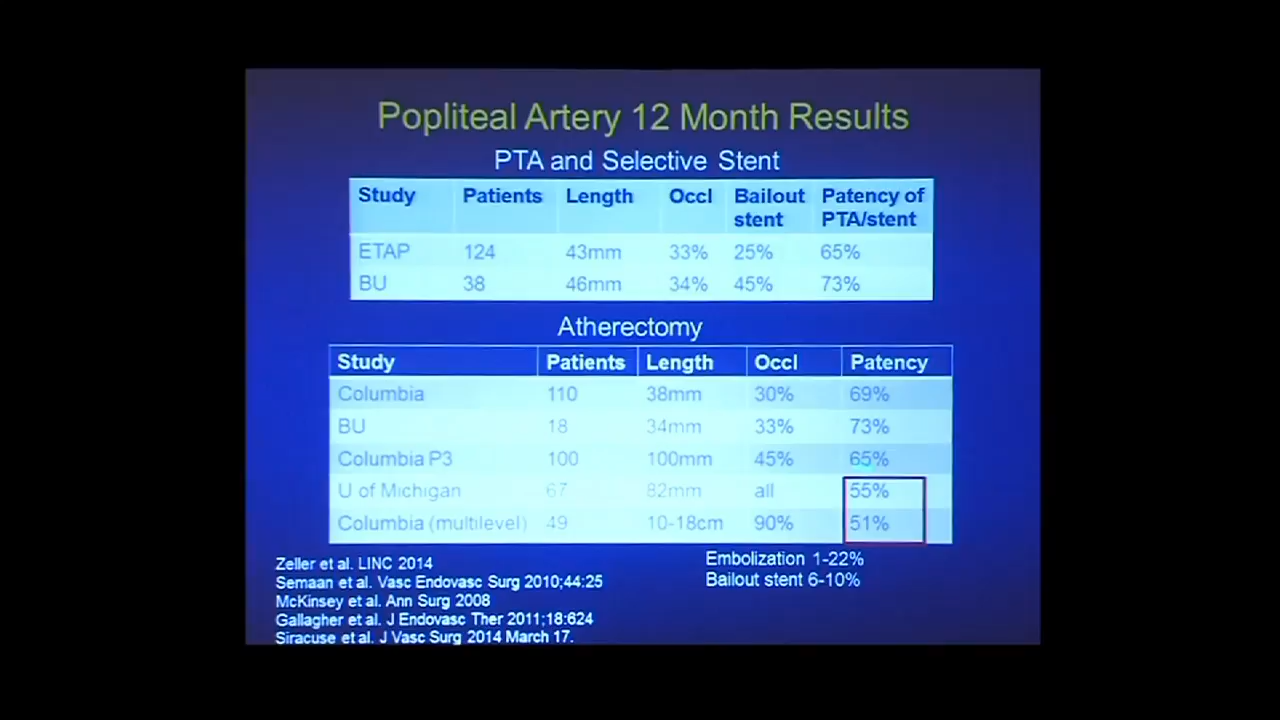 Popliteal Artery 12 Month Results
PTA and Selective Stent
Study Patients Length Occl Bailout stent Patency of PTA/stent
ETAP 124 43mm 33% 25% 65%
BU 38 46mm 34% 45% 73%
Atherectomy
Study Patients Length Occl Patency
Columbia 110 38mm 30% 69%
BU 18 34mm 33% 73%
Columbia P3 100 100mm 45% 65%
U of Michigan 67 82mm all 55%
Columbia (multilevel) 49 10-18cm 90% 51%
Embolization 1-22%
Bailout stent 6-10%
Zeller et al. LINC 2014
Semaan et al. Vasc Endovasc Surg 2010;44:25
McKinsey et al. Ann Surg 2008
Gallagher et al. J Endovasc Ther 2011;18:624
Siracuse et al. J Vasc Surg 2014 March 17.